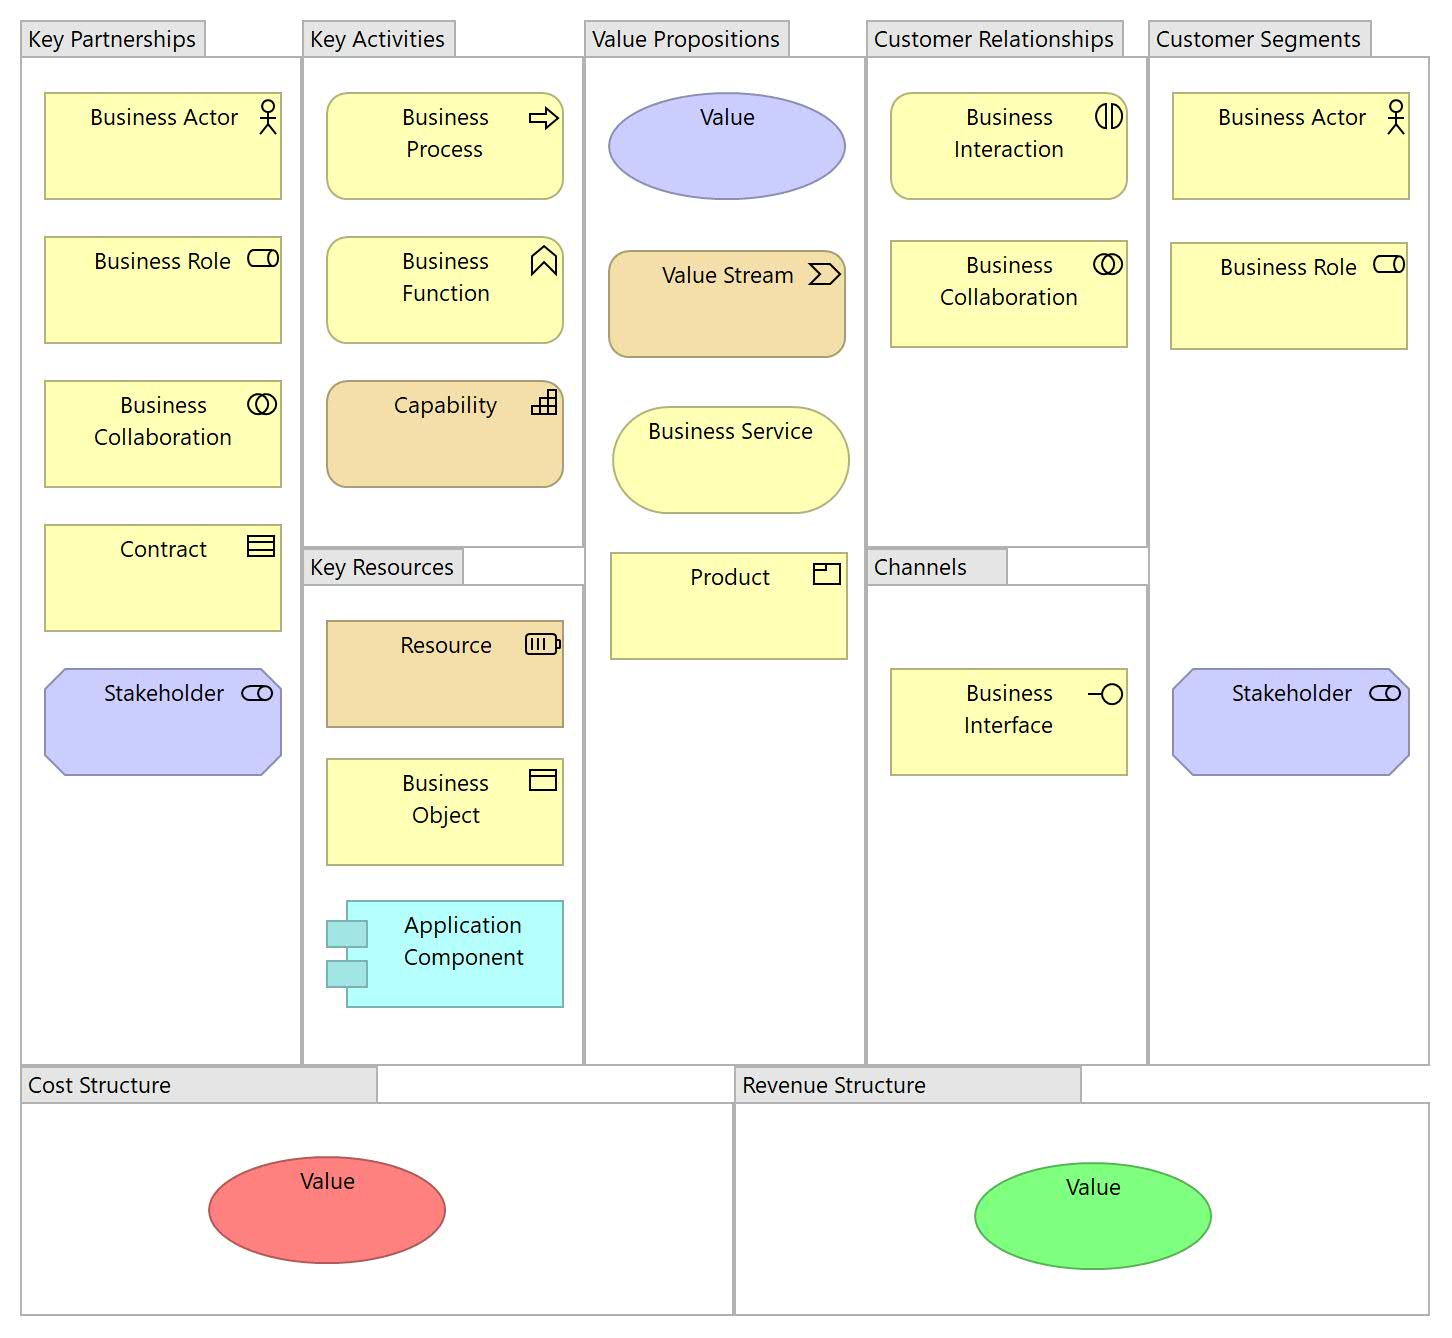 Key Partnerships
Business Actor
Business Role
Business
Collaboration
Contract
Stakeholder
Key Activities
Business
Process
Business
Function
Capability
Key Resources
Resource
Business
Object
Application
Component
Value Propositions
Value
Value Stream
Business Service
Product
Customer Relationships
Business
Interaction
Business
Collaboration
Channels
Business
Interface
Customer Segments
Business Actor
Business Role
Stakeholder
Cost Structure
Value
Revenue Structure
Value